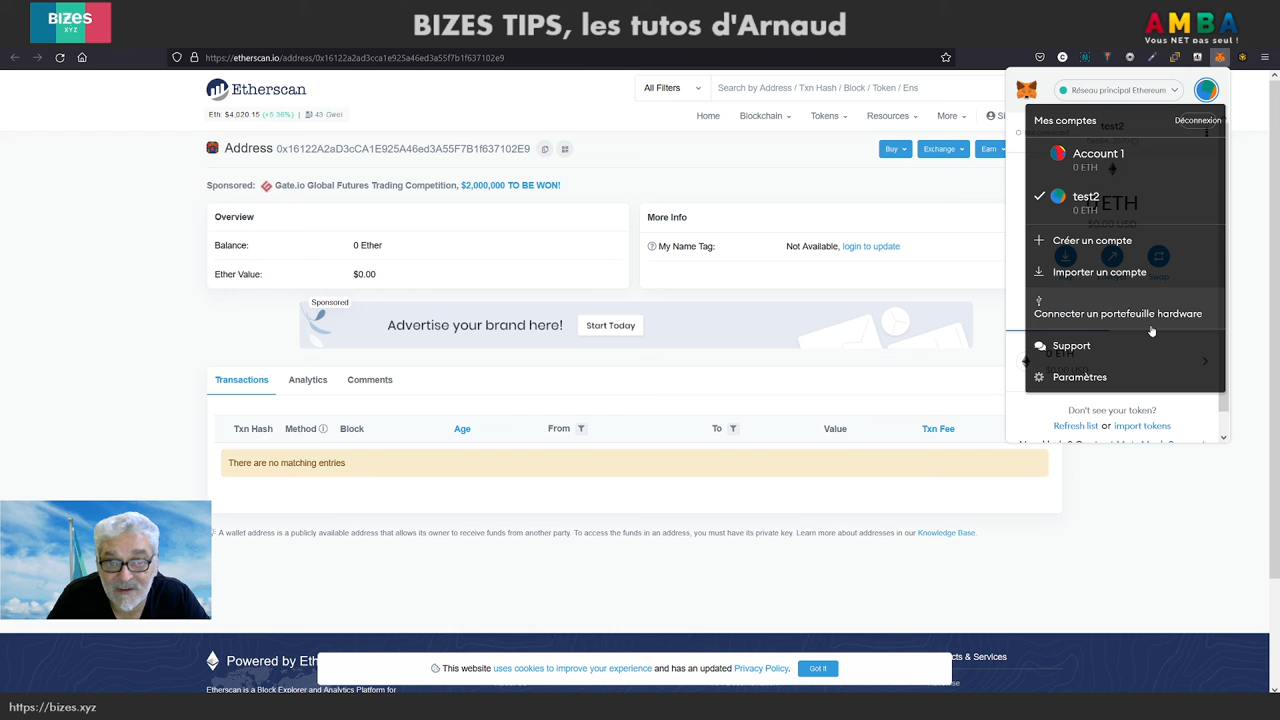 BIZES
XYZ
BIZES TIPS, les tutos d'Arnaud
AMBA
Vous NET pas seul !
https://etherscan.io/address/0x16122a2ad3cca1e925a46ed3a55f7b1f637102e9
Etherscan
All Filters
Search by Address / Txn Hash / Block / Token / Ens
Eth: $4,020.15 (+5.36%) | 43 Gwei
Home Blockchain Tokens Resources More
Address 0x16122A2aD3cCA1E925A46eD3A55F7B1f637102E9
Buy Exchange Earn
Sponsored: Gate.io Global Futures Trading Competition, $2,000,000 TO BE WON!
Overview
Balance: 0 Ether
Ether Value: $0.00
More Info
My Name Tag: Not Available, login to update
Sponsored
Advertise your brand here! Start Today
Transactions Analytics Comments
Txn Hash Method Block Age From To Value Txn Fee
There are no matching entries
A wallet address is a publicly available address that allows its owner to receive funds from another party. To access the funds in an address, you must have its private key. Learn more about addresses in our Knowledge Base.
Powered by Eth
Etherscan is a Block Explorer and Analytics Platform for
This website uses cookies to improve your experience and has an updated Privacy Policy. Got it
cts & Services
Réseau principal Ethereum
Mes comptes Déconnexion
test2
Account 1
0 ETH
test2
0 ETH
ETH
$0.00 USD
Créer un compte
Importer un compte
Swap
Connecter un portefeuille hardware
Support
0 ETH
Paramètres
Don't see your token?
Refresh list or import tokens
https://bizes.xyz